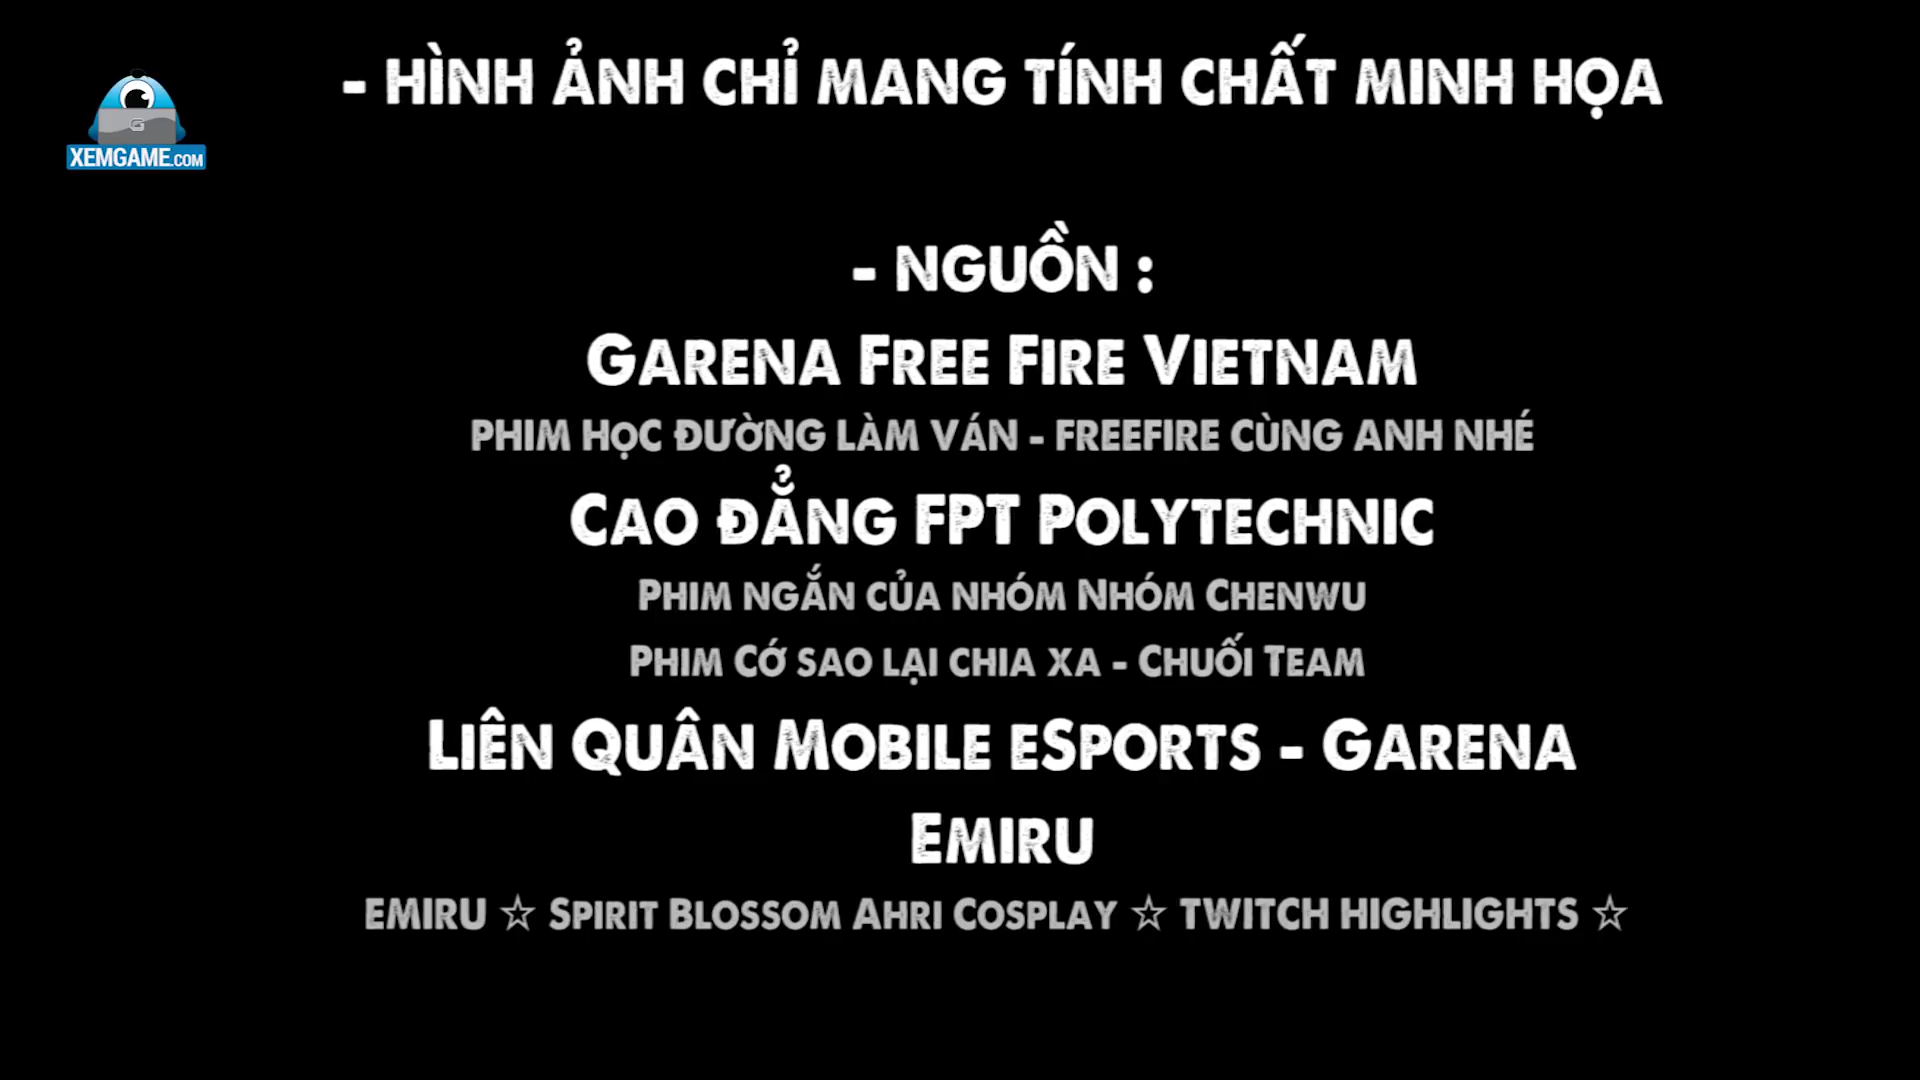 - HÌNH ẢNH CHỈ MANG TÍNH CHẤT MINH HỌA
G
XEMGAME.COM
- NGUỒN :
GARENA FREE FIRE VIETNAM
PHIM HỌC ĐƯỜNG LÀM VÁN - FREEFIRE CÙNG ANH NHÉ
CAO ĐẲNG FPT POLYTECHNIC
PHIM NGẮN CỦA NHÓM NHÓM CHENWU
PHIM CỚ SAO LẠI CHIA XA - CHUỐI TEAM
LIÊN QUÂN MOBILE ESPORTS - GARENA
EMIRU
EMIRU ☆ SPIRIT BLOSSOM AHRI COSPLAY ☆ TWITCH HIGHLIGHTS ☆